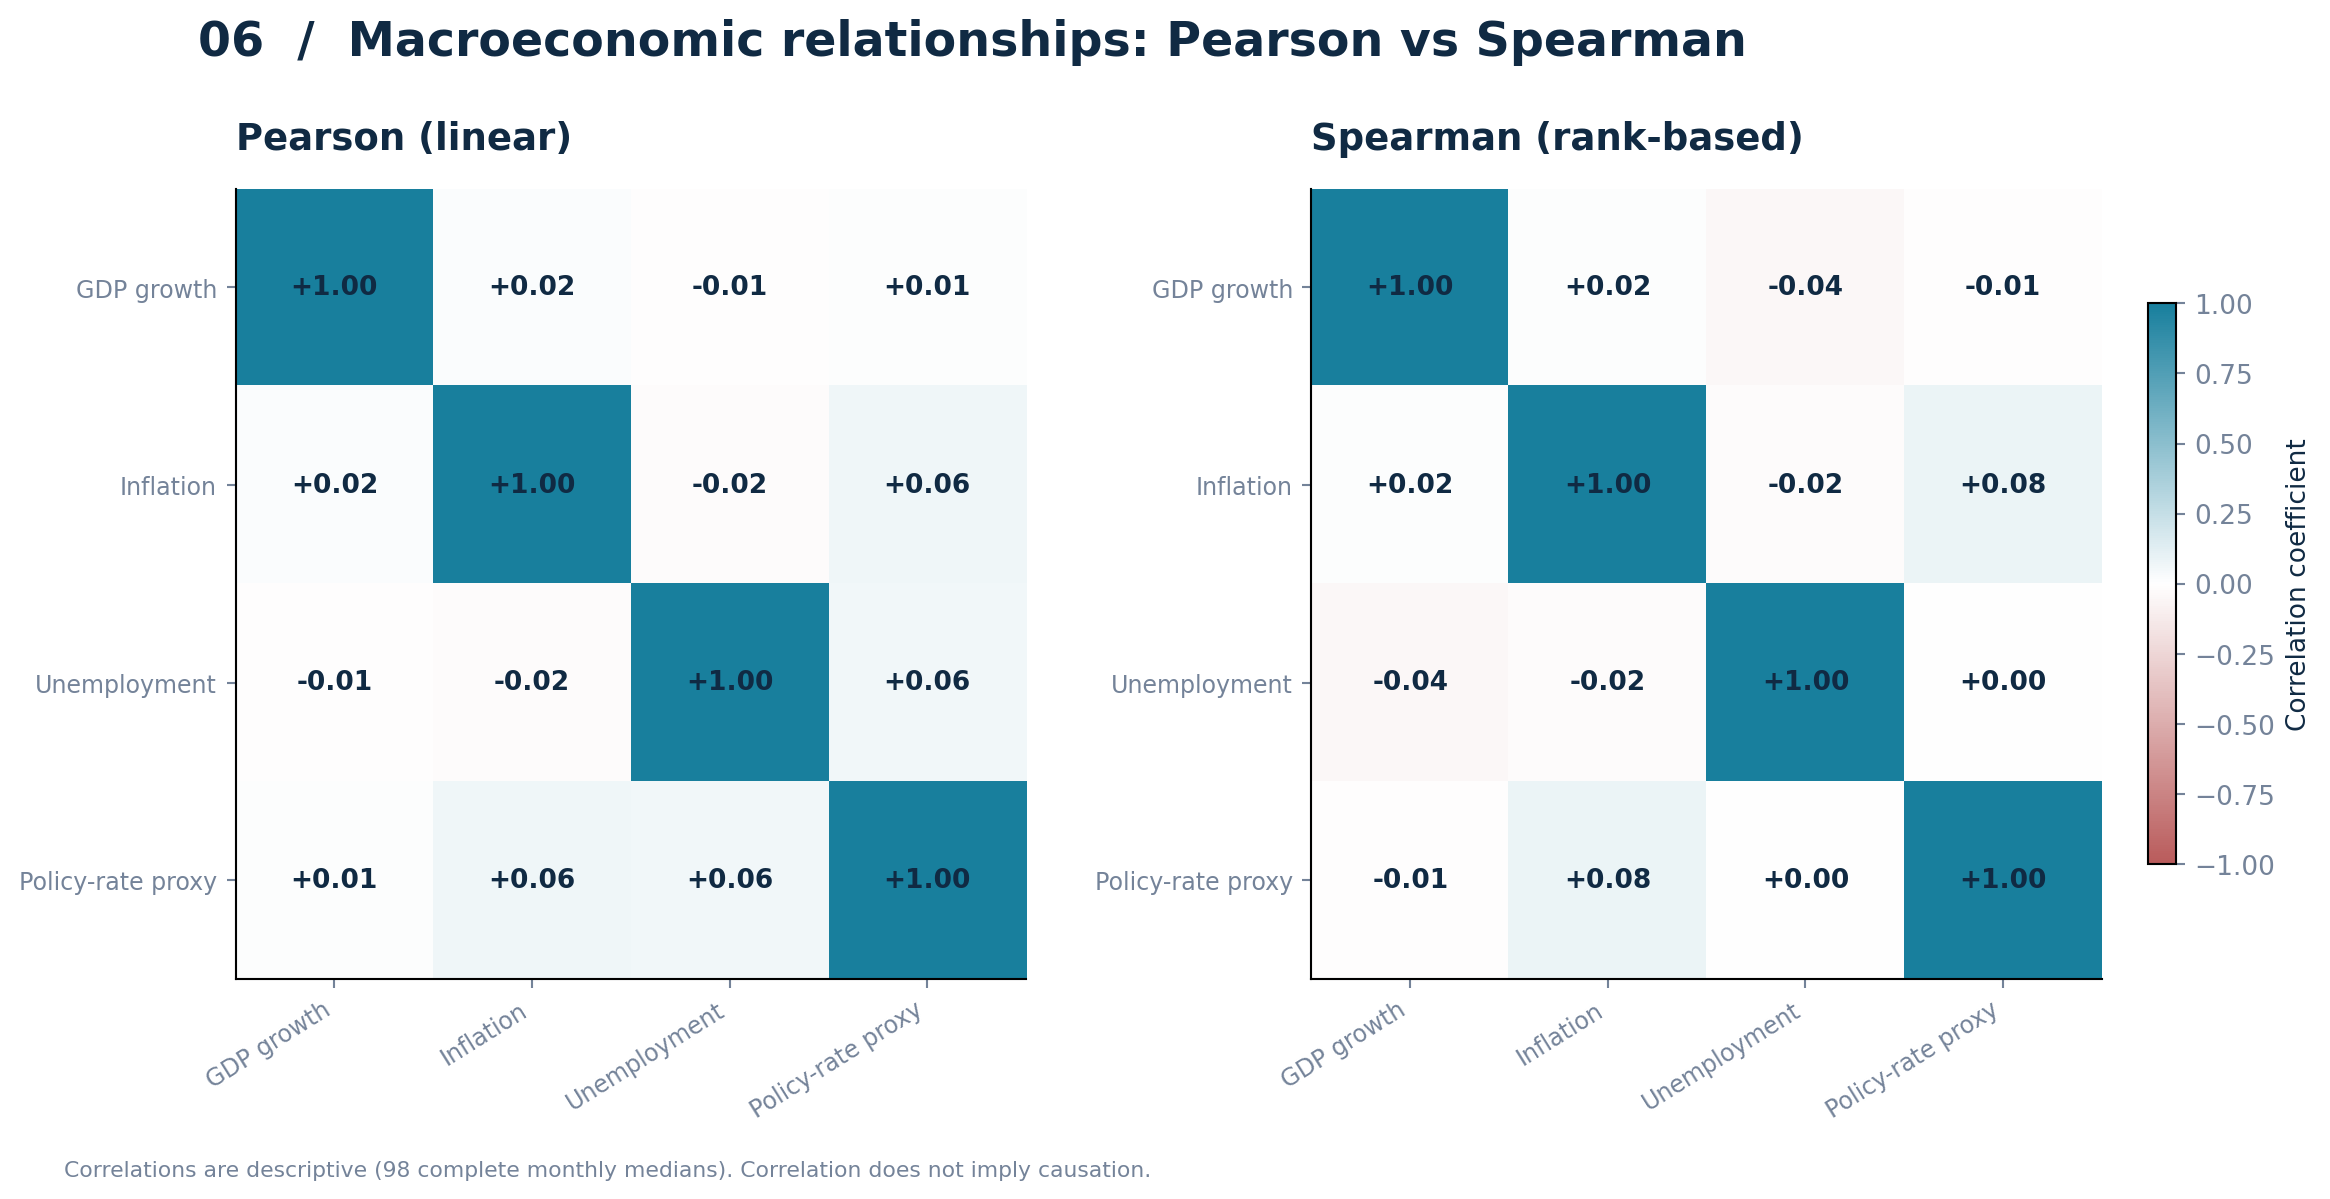 06 / Macroeconomic relationships: Pearson vs Spearman
Pearson (linear)
GDP growth +1.00 +0.02 -0.01 +0.01
Inflation +0.02 +1.00 -0.02 +0.06
Unemployment -0.01 -0.02 +1.00 +0.06
Policy-rate proxy +0.01 +0.06 +0.06 +1.00
GDP growth Inflation Unemployment Policy-rate proxy
Spearman (rank-based)
GDP growth +1.00 +0.02 -0.04 -0.01
Inflation +0.02 +1.00 -0.02 +0.08
Unemployment -0.04 -0.02 +1.00 +0.00
Policy-rate proxy -0.01 +0.08 +0.00 +1.00
GDP growth Inflation Unemployment Policy-rate proxy
1.00
0.75
0.50
0.25
0.00
−0.25
−0.50
−0.75
−1.00
Correlation coefficient
Correlations are descriptive (98 complete monthly medians). Correlation does not imply causation.